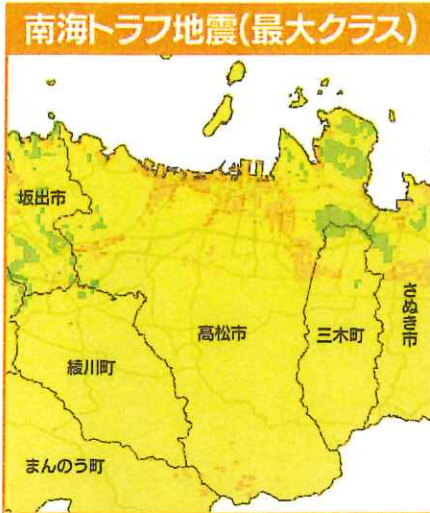 南海トラフ地震(最大クラス)
坂出市
さぬき市
高松市
三木町
綾川町
まんのう町